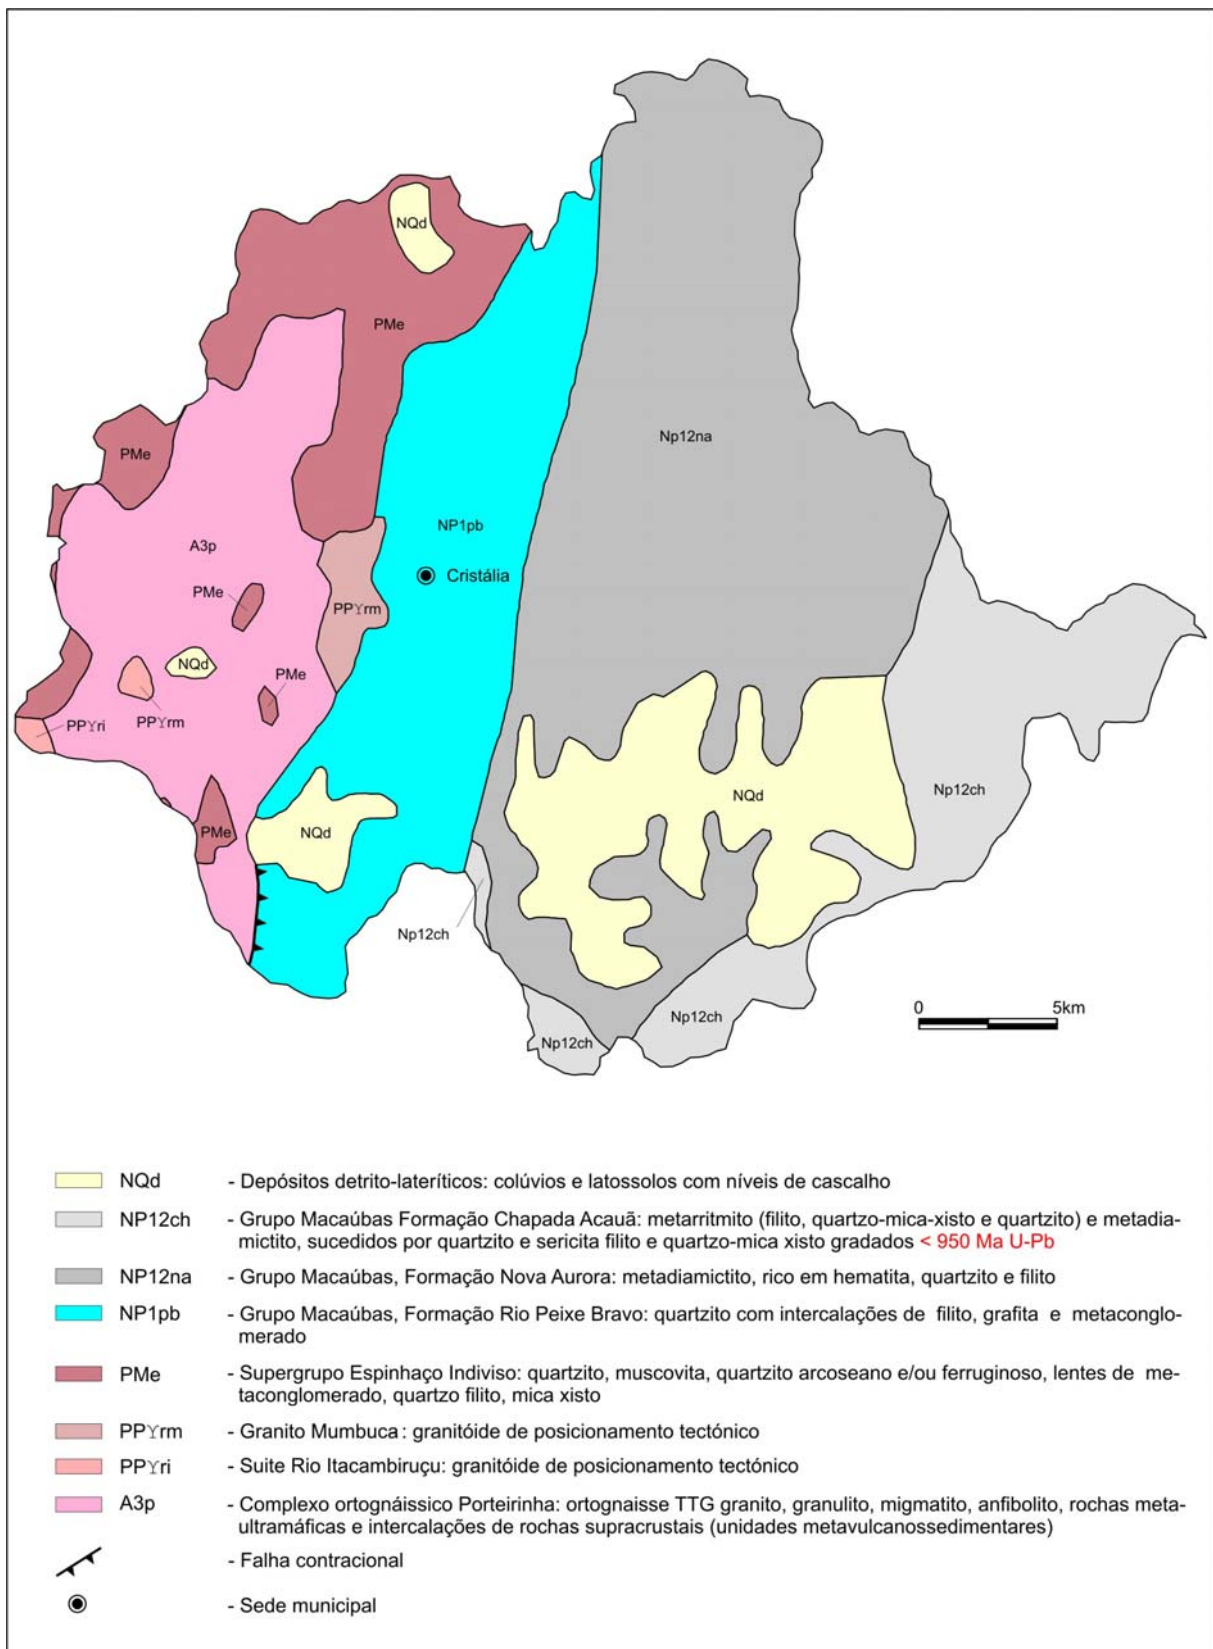 NQd
PMe
PMe
Np12na
NP1pb
A3p
Cristália
PMe
PPϒrm
NQd
PMe
PPϒri
PPϒrm
NQd
Np12ch
PMe
NQd
Np12ch
0 5km
Np12ch
Np12ch
NQd - Depósitos detrito-lateríticos: colúvios e latossolos com níveis de cascalho
NP12ch - Grupo Macaúbas Formação Chapada Acauã: metarritmito (filito, quartzo-mica-xisto e quartzito) e metadia-
mictito, sucedidos por quartzito e sericita filito e quartzo-mica xisto gradados < 950 Ma U-Pb
NP12na - Grupo Macaúbas, Formação Nova Aurora: metadiamictito, rico em hematita, quartzito e filito
NP1pb - Grupo Macaúbas, Formação Rio Peixe Bravo: quartzito com intercalações de filito, grafita e metaconglo-
merado
PMe - Supergrupo Espinhaço Indiviso: quartzito, muscovita, quartzito arcoseano e/ou ferruginoso, lentes de me-
taconglomerado, quartzo filito, mica xisto
PPϒrm - Granito Mumbuca : granitóide de posicionamento tectónico
PPϒri - Suite Rio Itacambiruçu: granitóide de posicionamento tectónico
A3p - Complexo ortognáissico Porteirinha: ortognaisse TTG granito, granulito, migmatito, anfibolito, rochas meta-
ultramáficas e intercalações de rochas supracrustais (unidades metavulcanossedimentares)
- Falha contracional
- Sede municipal